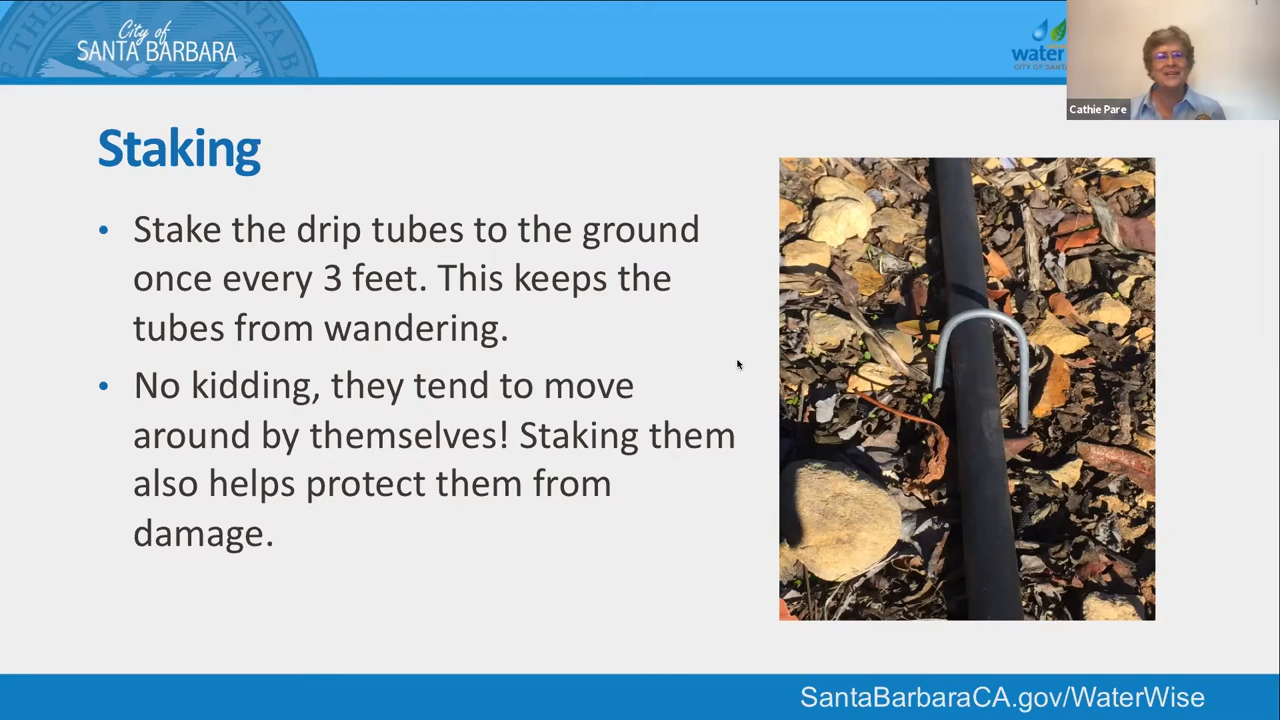 City of
SANTA BARBARA
water
Cathie Pare
Staking
• Stake the drip tubes to the ground
once every 3 feet. This keeps the
tubes from wandering.
• No kidding, they tend to move
around by themselves! Staking them
also helps protect them from
damage.
SantaBarbaraCA.gov/WaterWise